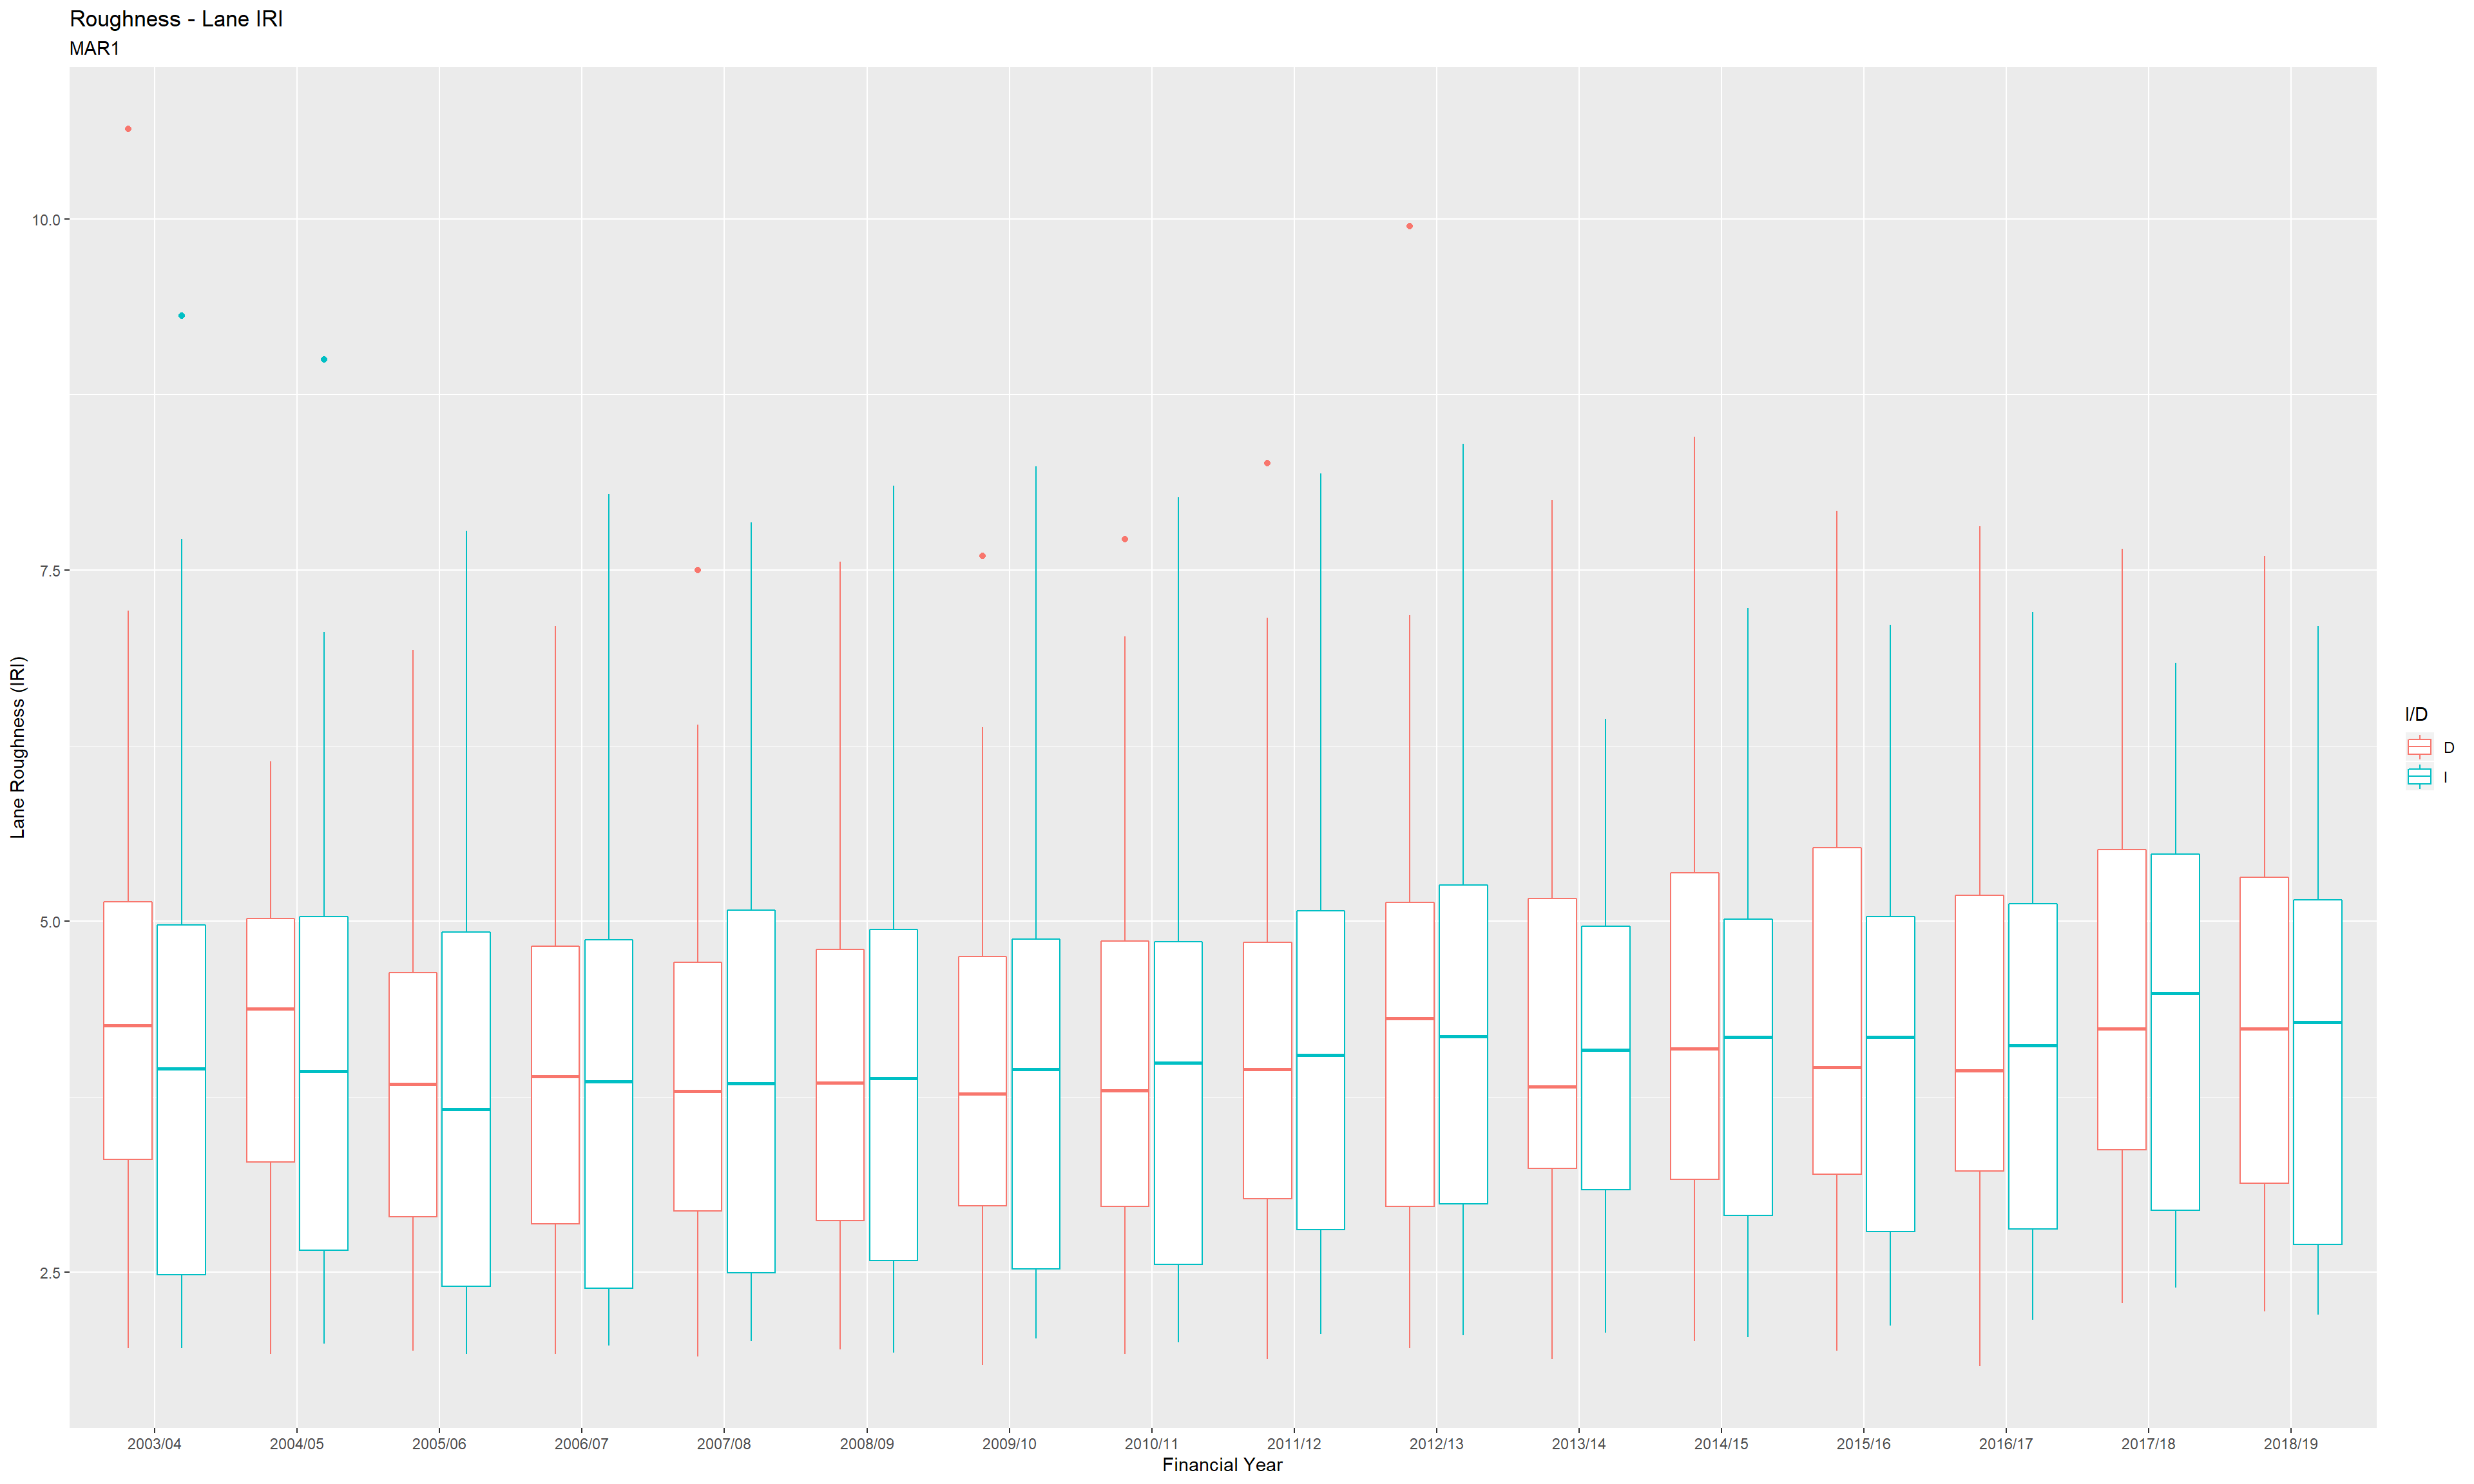 Roughness - Lane IRI
MAR1
10.0
7.5
5.0
2.5
Lane Roughness (IRI)
2003/04 2004/05 2005/06 2006/07 2007/08 2008/09 2009/10 2010/11 2011/12 2012/13 2013/14 2014/15 2015/16 2016/17 2017/18 2018/19
Financial Year
I/D
D
I